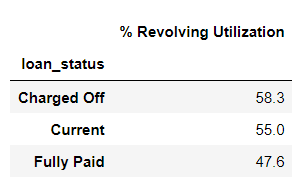 % Revolving Utilization
loan_status
Charged Off 58.3
Current 55.0
Fully Paid 47.6